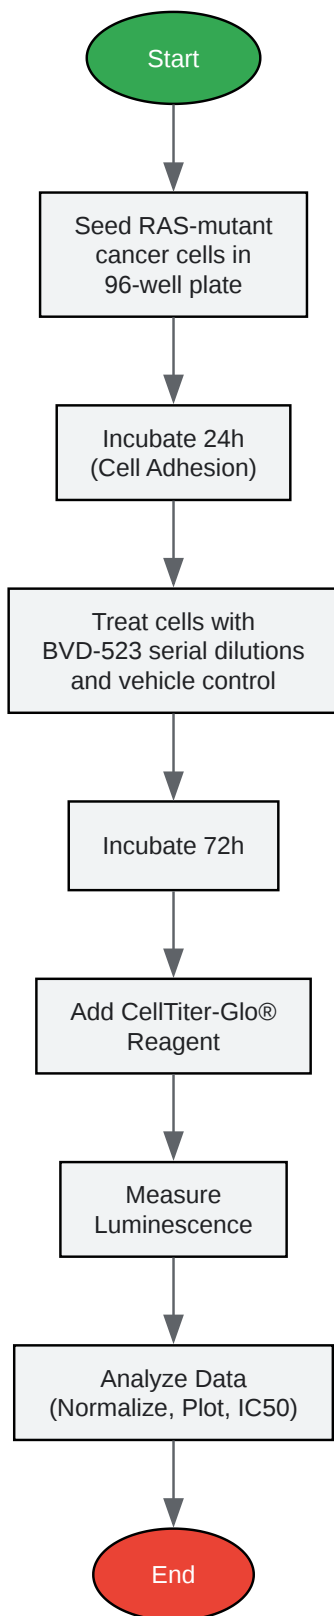 Start
Seed RAS-mutant
cancer cells in
96-well plate
Incubate 24h
(Cell Adhesion)
Treat cells with
BVD-523 serial dilutions
and vehicle control
Incubate 72h
Add CellTiter-Glo®
Reagent
Measure
Luminescence
Analyze Data
(Normalize, Plot, IC50)
End